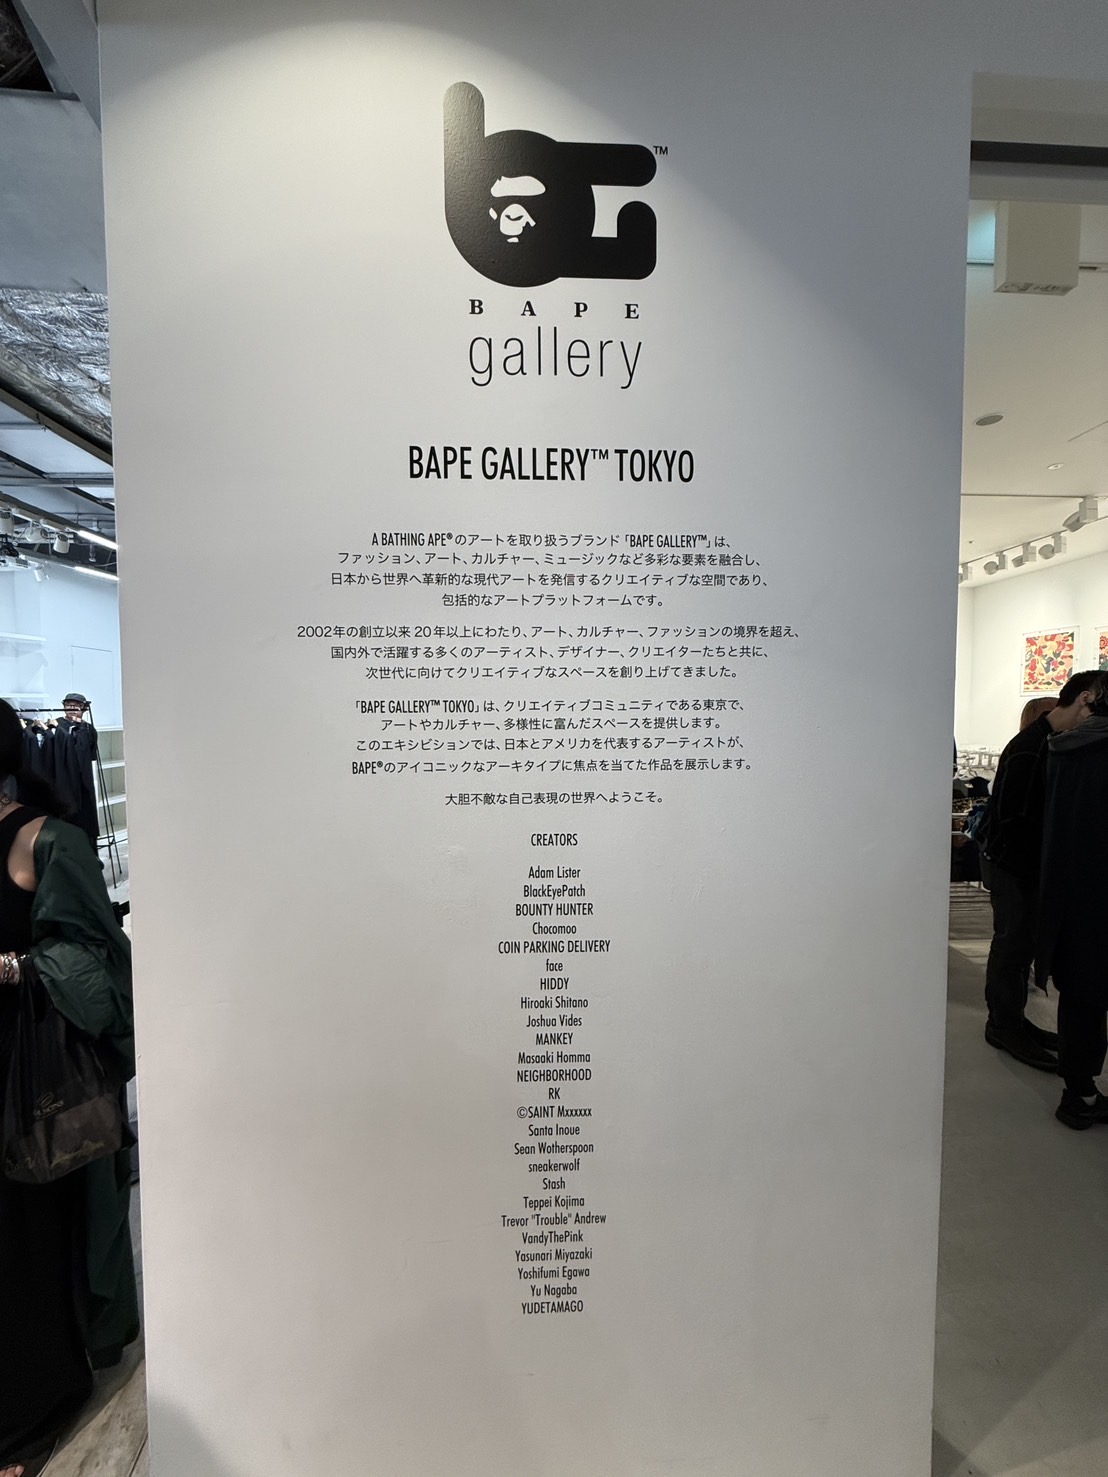 TM
BAPE
gallery
BAPE GALLERY™ TOKYO
A BATHING APE®のアートを取り扱うブランド「BAPE GALLERY™」は、
ファッション、アート、カルチャー、ミュージックなど多彩な要素を融合し、
日本から世界へ革新的な現代アートを発信するクリエイティブな空間であり、
包括的なアートプラットフォームです。
2002年の創立以来 20年以上にわたり、アート、カルチャー、ファッションの境界を超え、
国内外で活躍する多くのアーティスト、デザイナー、クリエイターたちと共に、
次世代に向けてクリエイティブなスペースを創り上げてきました。
「BAPE GALLERY™ TOKYO」は、クリエイティブコミュニティである東京で、
アートやカルチャー、多様性に富んだスペースを提供します。
このエキシビションでは、日本とアメリカを代表するアーティストが、
BAPE®のアイコニックなアーキタイプに焦点を当てた作品を展示します。
大胆不敵な自己表現の世界へようこそ。
CREATORS
Adam Lister
BlackEyePatch
BOUNTY HUNTER
Chocomoo
COIN PARKING DELIVERY
face
HIDDY
Hiroaki Shitano
Joshua Vides
MANKEY
Masaaki Homma
NEIGHBORHOOD
RK
©SAINT Mxxxxxx
Santa Inoue
Sean Wotherspoon
sneakerwolf
Stash
Teppei Kojima
Trevor "Trouble" Andrew
VandyThePink
Yasunari Miyazaki
Yoshifumi Egawa
Yu Nagaba
YUDETAMAGO